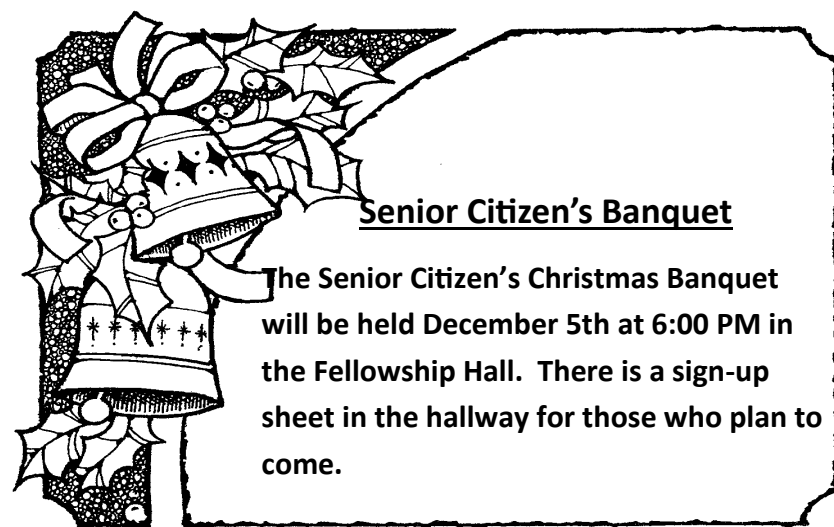 Senior Citizen’s Banquet
The Senior Citizen’s Christmas Banquet
will be held December 5th at 6:00 PM in
the Fellowship Hall.  There is a sign-up
sheet in the hallway for those who plan to
come.